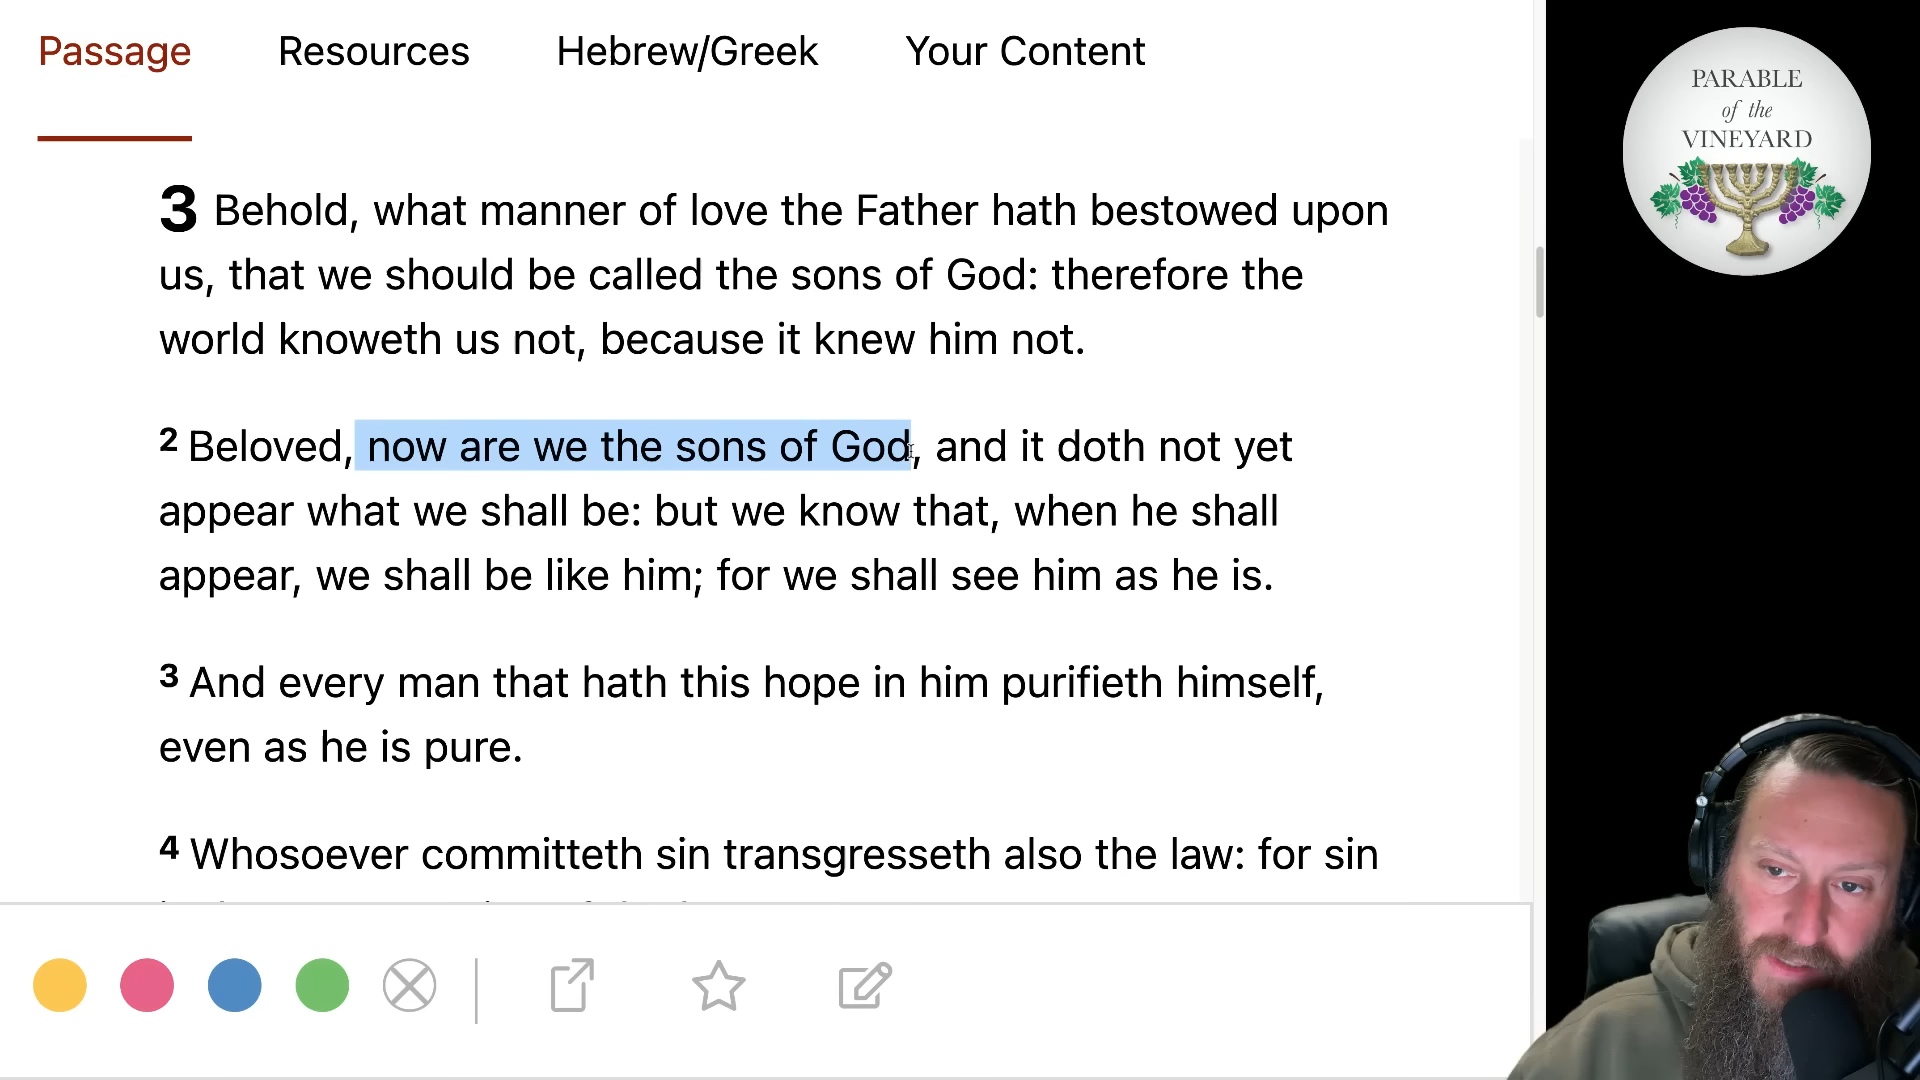 Passage
Resources
Hebrew/Greek
Your Content
3 Behold, what manner of love the Father hath bestowed upon
us, that we should be called the sons of God: therefore the
world knoweth us not, because it knew him not.
2 Beloved, now are we the sons of God, and it doth not yet
appear what we shall be: but we know that, when he shall
appear, we shall be like him; for we shall see him as he is.
3 And every man that hath this hope in him purifieth himself,
even as he is pure.
4 Whosoever committeth sin transgresseth also the law: for sin
PARABLE
of the
VINEYARD